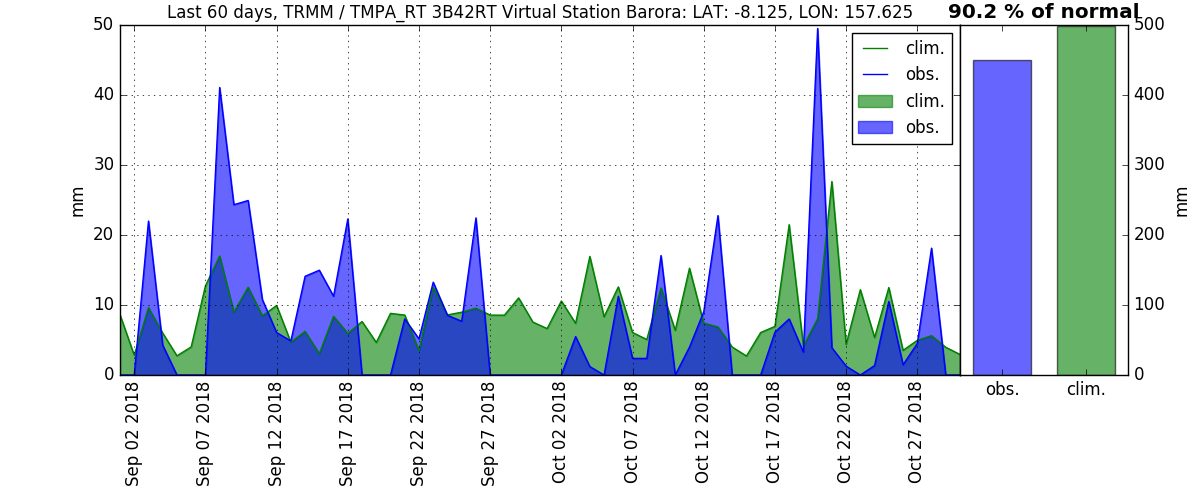 Last 60 days, TRMM / TMPA_RT 3B42RT Virtual Station Barora: LAT: -8.125, LON: 157.625
90.2 % of normal
clim.
obs.
clim.
obs.
50
40
30
20
10
0
mm
500
400
300
200
100
0
mm
Sep 02 2018
Sep 07 2018
Sep 12 2018
Sep 17 2018
Sep 22 2018
Sep 27 2018
Oct 02 2018
Oct 07 2018
Oct 12 2018
Oct 17 2018
Oct 22 2018
Oct 27 2018
obs.
clim.